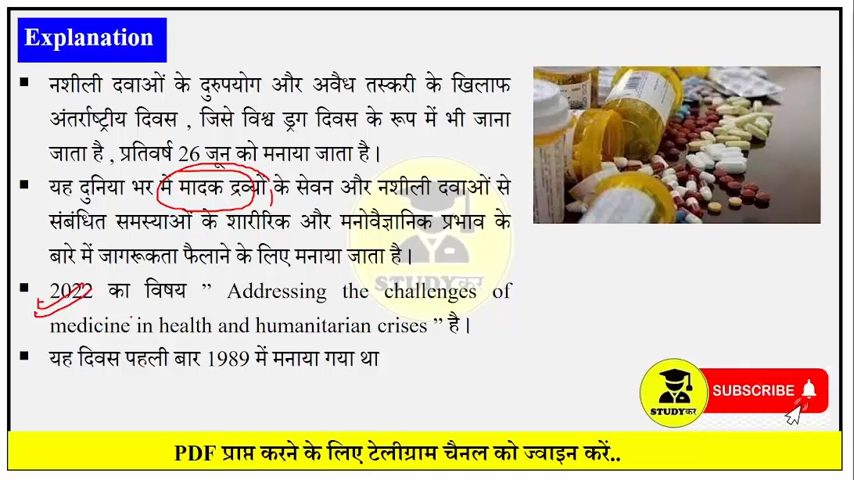 Explanation
नशीली दवाओं के दुरुपयोग और अवैध तस्करी के खिलाफ
अंतर्राष्ट्रीय दिवस , जिसे विश्व ड्रग दिवस के रूप में भी जाना
जाता है , प्रतिवर्ष 26 जून को मनाया जाता है।
यह दुनिया भर में मादक द्रव्यों के सेवन और नशीली दवाओं से
संबंधित समस्याओं के शारीरिक और मनोवैज्ञानिक प्रभाव के
बारे में जागरूकता फैलाने के लिए मनाया जाता है।
2022 का विषय ” Addressing the challenges of
medicine in health and humanitarian crises ” है।
यह दिवस पहली बार 1989 में मनाया गया था
STUDYकर
STUDYकर
SUBSCRIBE
PDF प्राप्त करने के लिए टेलीग्राम चैनल को ज्वाइन करें..